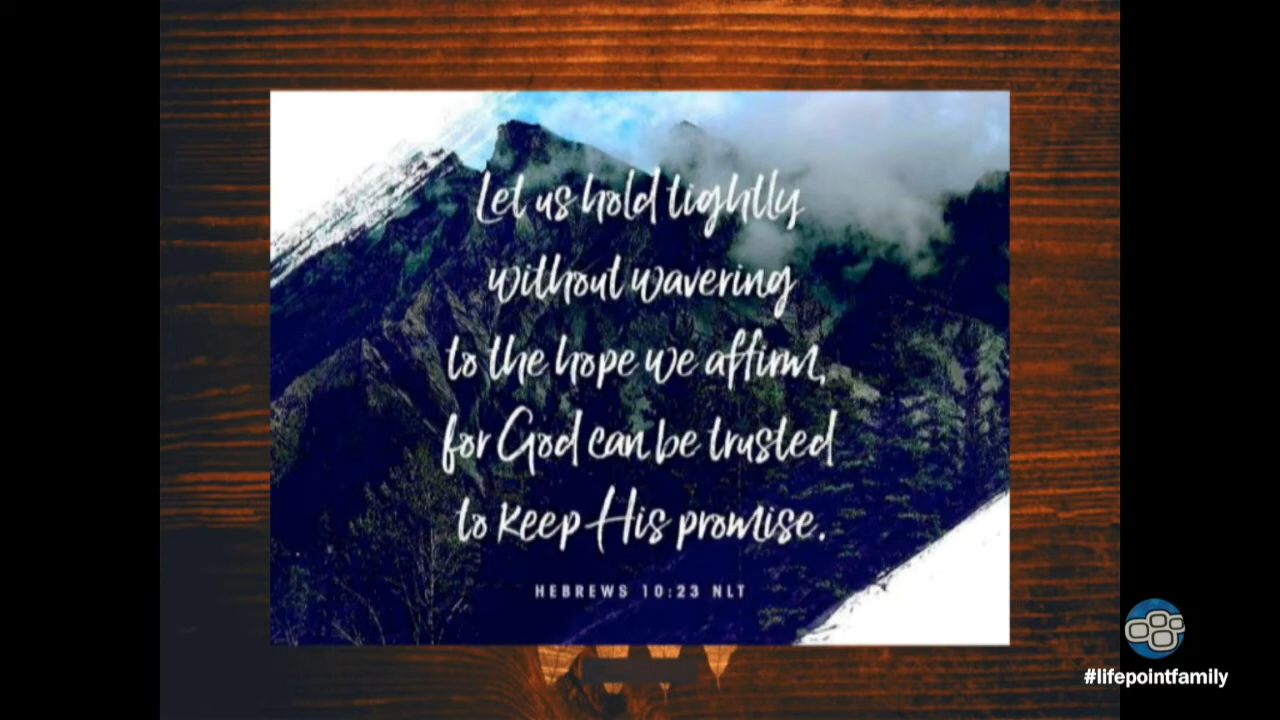 Let us hold tightly
without wavering
to the hope we affirm,
for God can be trusted
to keep His promise.
HEBREWS 10:23 NLT
#lifepointfamily